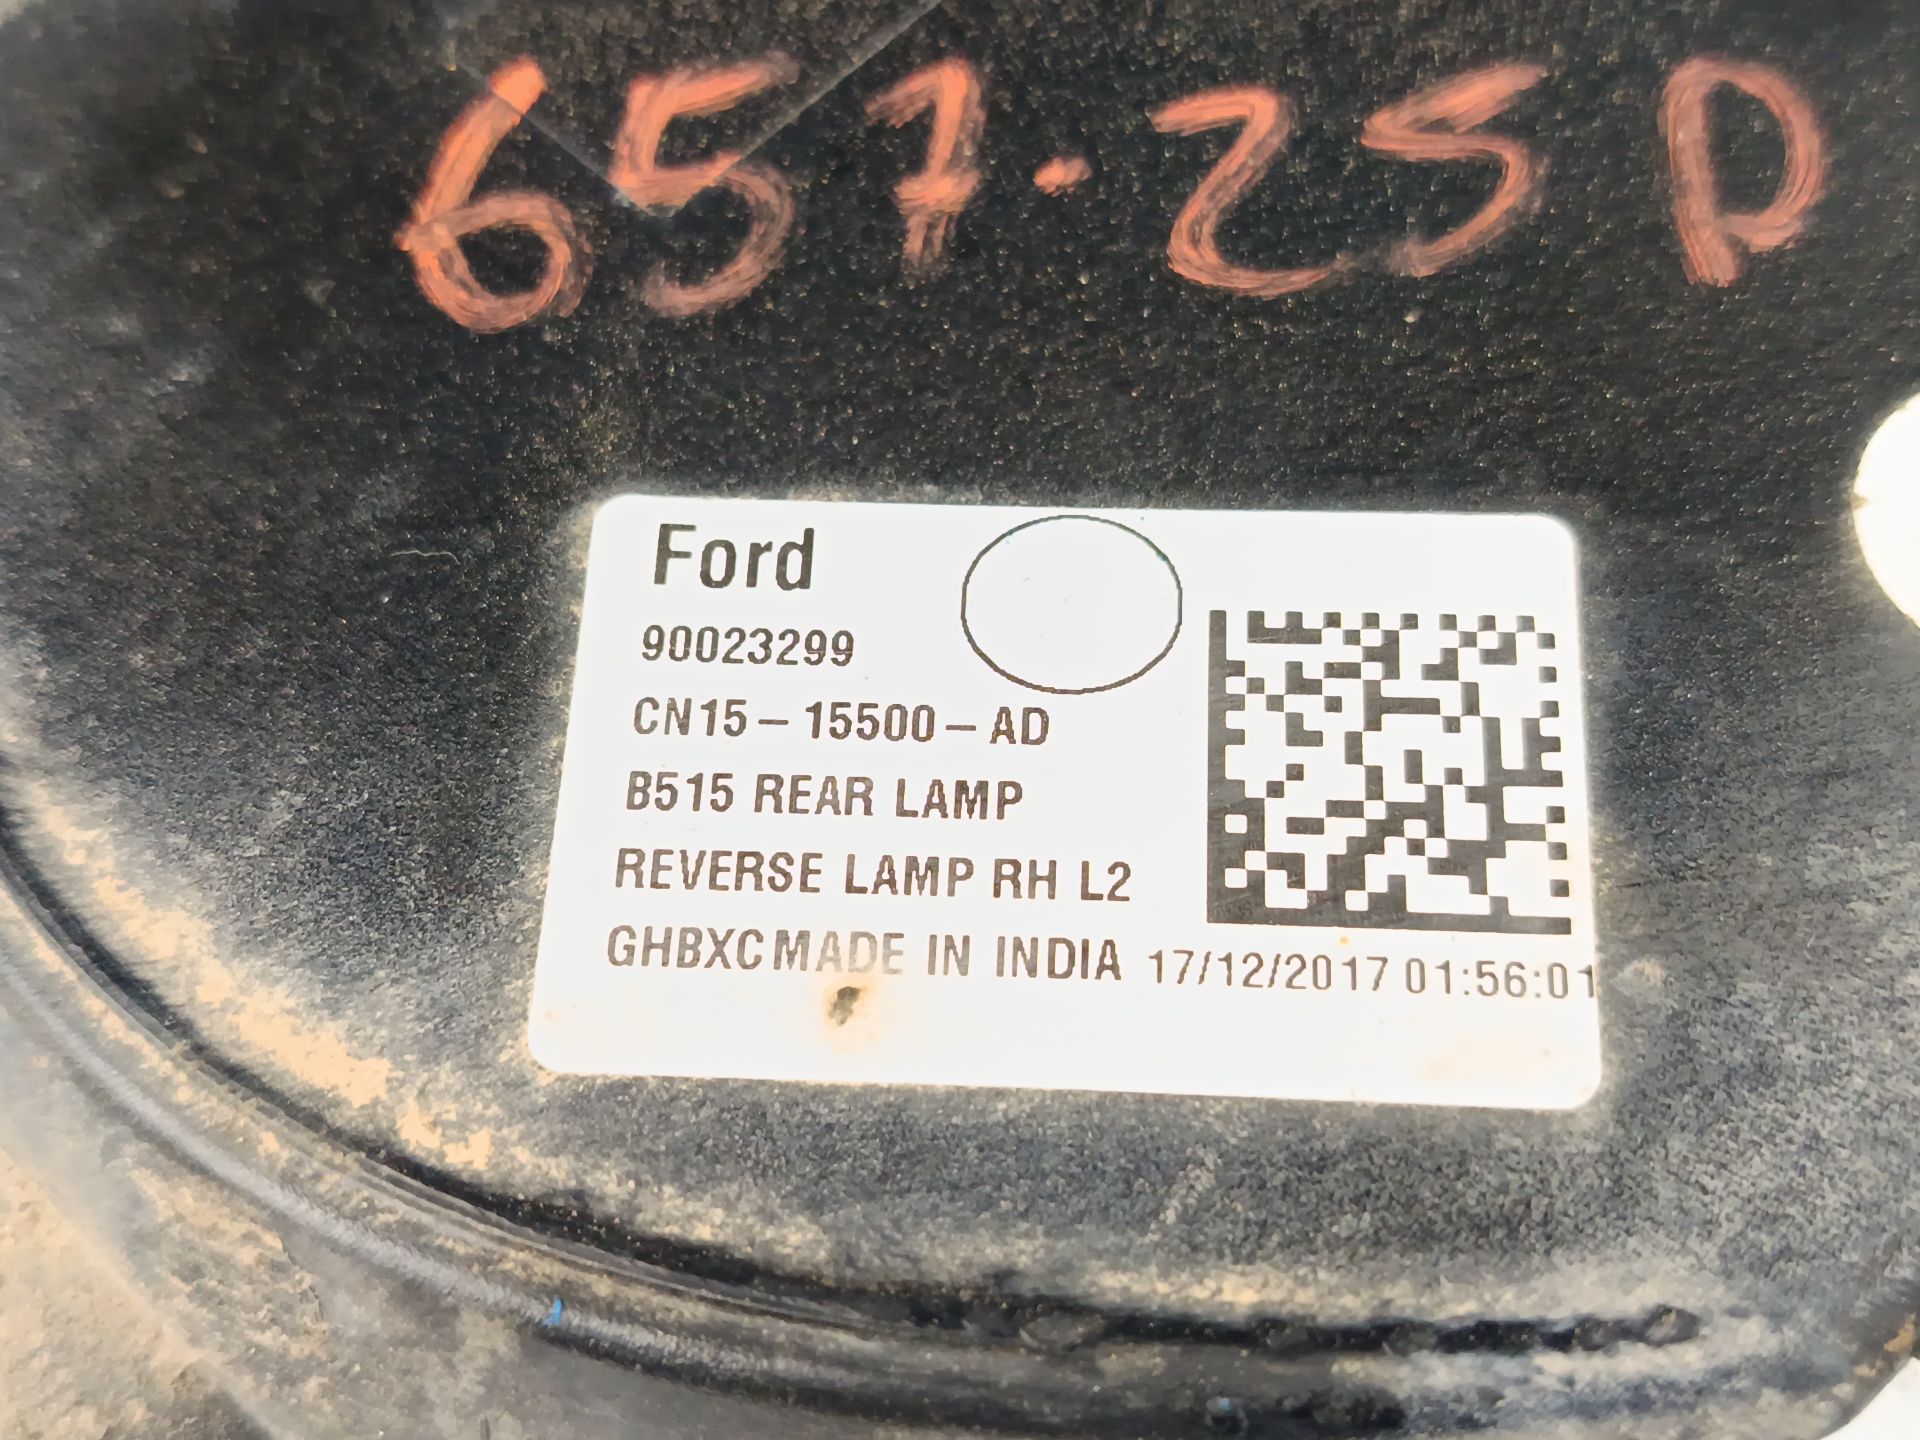 657.25 D
Ford
90023299
CN15-15500-AD
B515 REAR LAMP
REVERSE LAMP RH L2
GHBXC MADE IN INDIA 17/12/2017 01:56:01